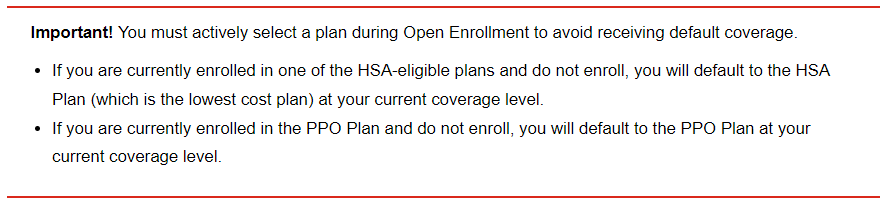 Important! You must actively select a plan during Open Enrollment to avoid receiving default coverage.
• If you are currently enrolled in one of the HSA-eligible plans and do not enroll, you will default to the HSA
Plan (which is the lowest cost plan) at your current coverage level.
• If you are currently enrolled in the PPO Plan and do not enroll, you will default to the PPO Plan at your
current coverage level.